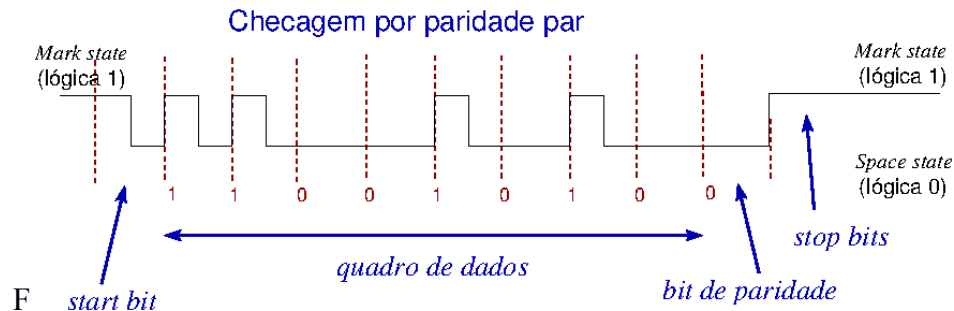 Checagem por paridade par
Mark state
(lógica 1)
Mark state
(lógica 1)
Space state
(lógica 0)
1 1 0 0 1 0 1 0 0
stop bits
quadro de dados
bit de paridade
F start bit